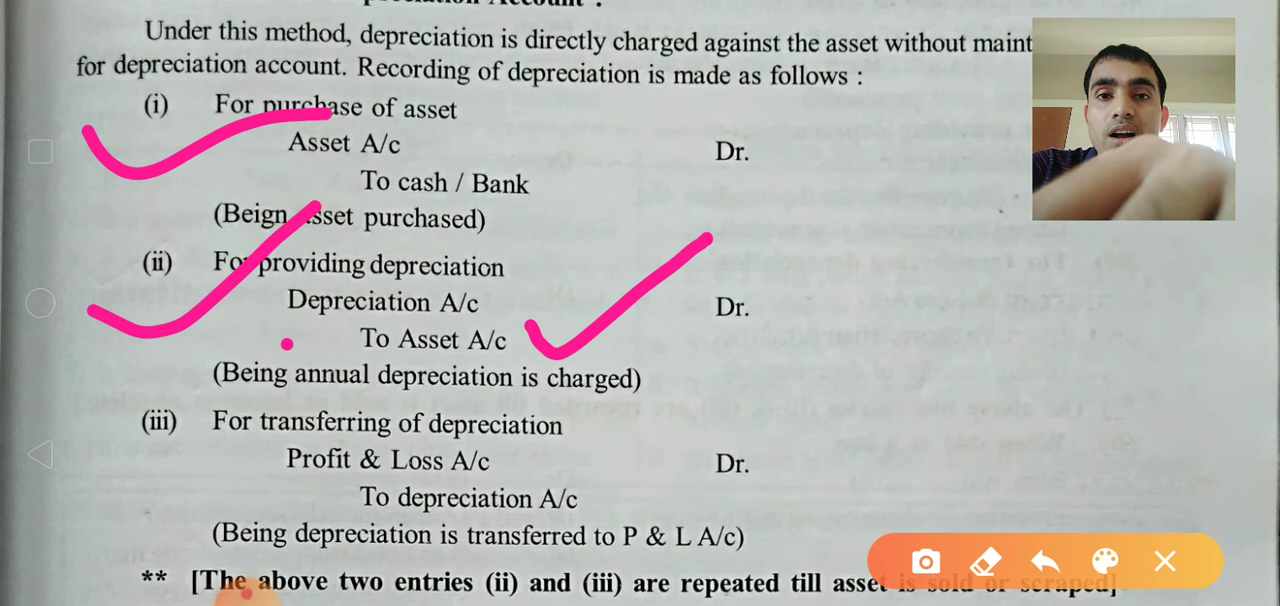 Under this method, depreciation is directly charged against the asset without maint
for depreciation account. Recording of depreciation is made as follows :
(i) For purchase of asset
Asset A/c Dr.
To cash / Bank
(Beign asset purchased)
(ii) For providing depreciation
Depreciation A/c Dr.
To Asset A/c
(Being annual depreciation is charged)
(iii) For transferring of depreciation
Profit & Loss A/c Dr.
To depreciation A/c
(Being depreciation is transferred to P & L A/c)
** [The above two entries (ii) and (iii) are repeated till asset is sold or scraped]